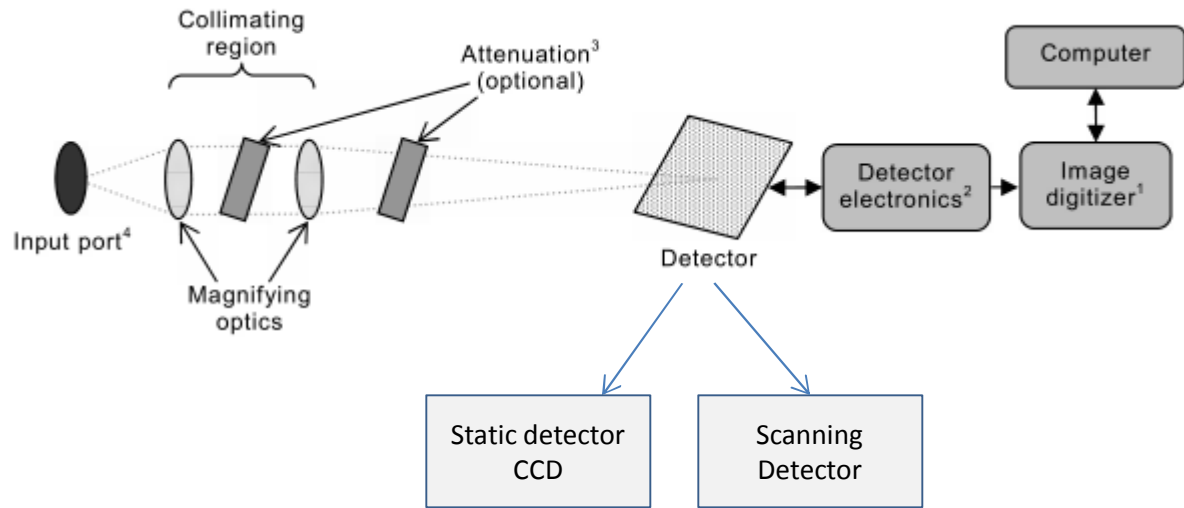 Collimating
region
Attenuation³
(optional)
Computer
Detector
electronics²
Image
digitizer¹
Input port⁴
Detector
Magnifying
optics
Static detector
CCD
Scanning
Detector